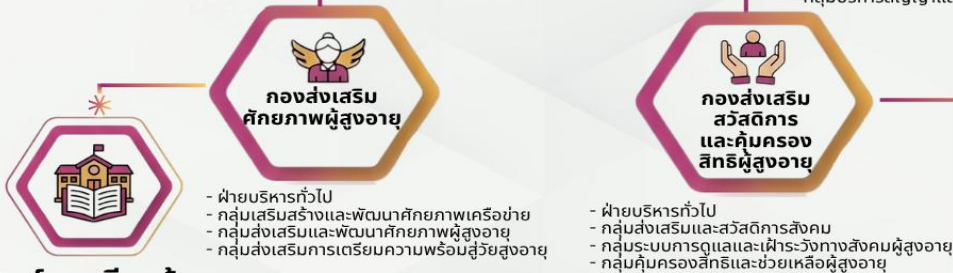 กองส่งเสริม
ศักยภาพผู้สูงอายุ
- ฝ่ายบริหารทั่วไป
- กลุ่มเสริมสร้างและพัฒนาศักยภาพเครือข่าย
- กลุ่มส่งเสริมและพัฒนาศักยภาพผู้สูงอายุ
- กลุ่มส่งเสริมการเตรียมความพร้อมสู่วัยสูงอายุ
กองส่งเสริม
สวัสดิการ
และคุ้มครอง
สิทธิผู้สูงอายุ
- ฝ่ายบริหารทั่วไป
- กลุ่มส่งเสริมและสวัสดิการสังคม
- กลุ่มระบบการดูแลและเฝ้าระวังทางสังคมผู้สูงอายุ
- กลุ่มคุ้มครองสิทธิและช่วยเหลือผู้สูงอายุ